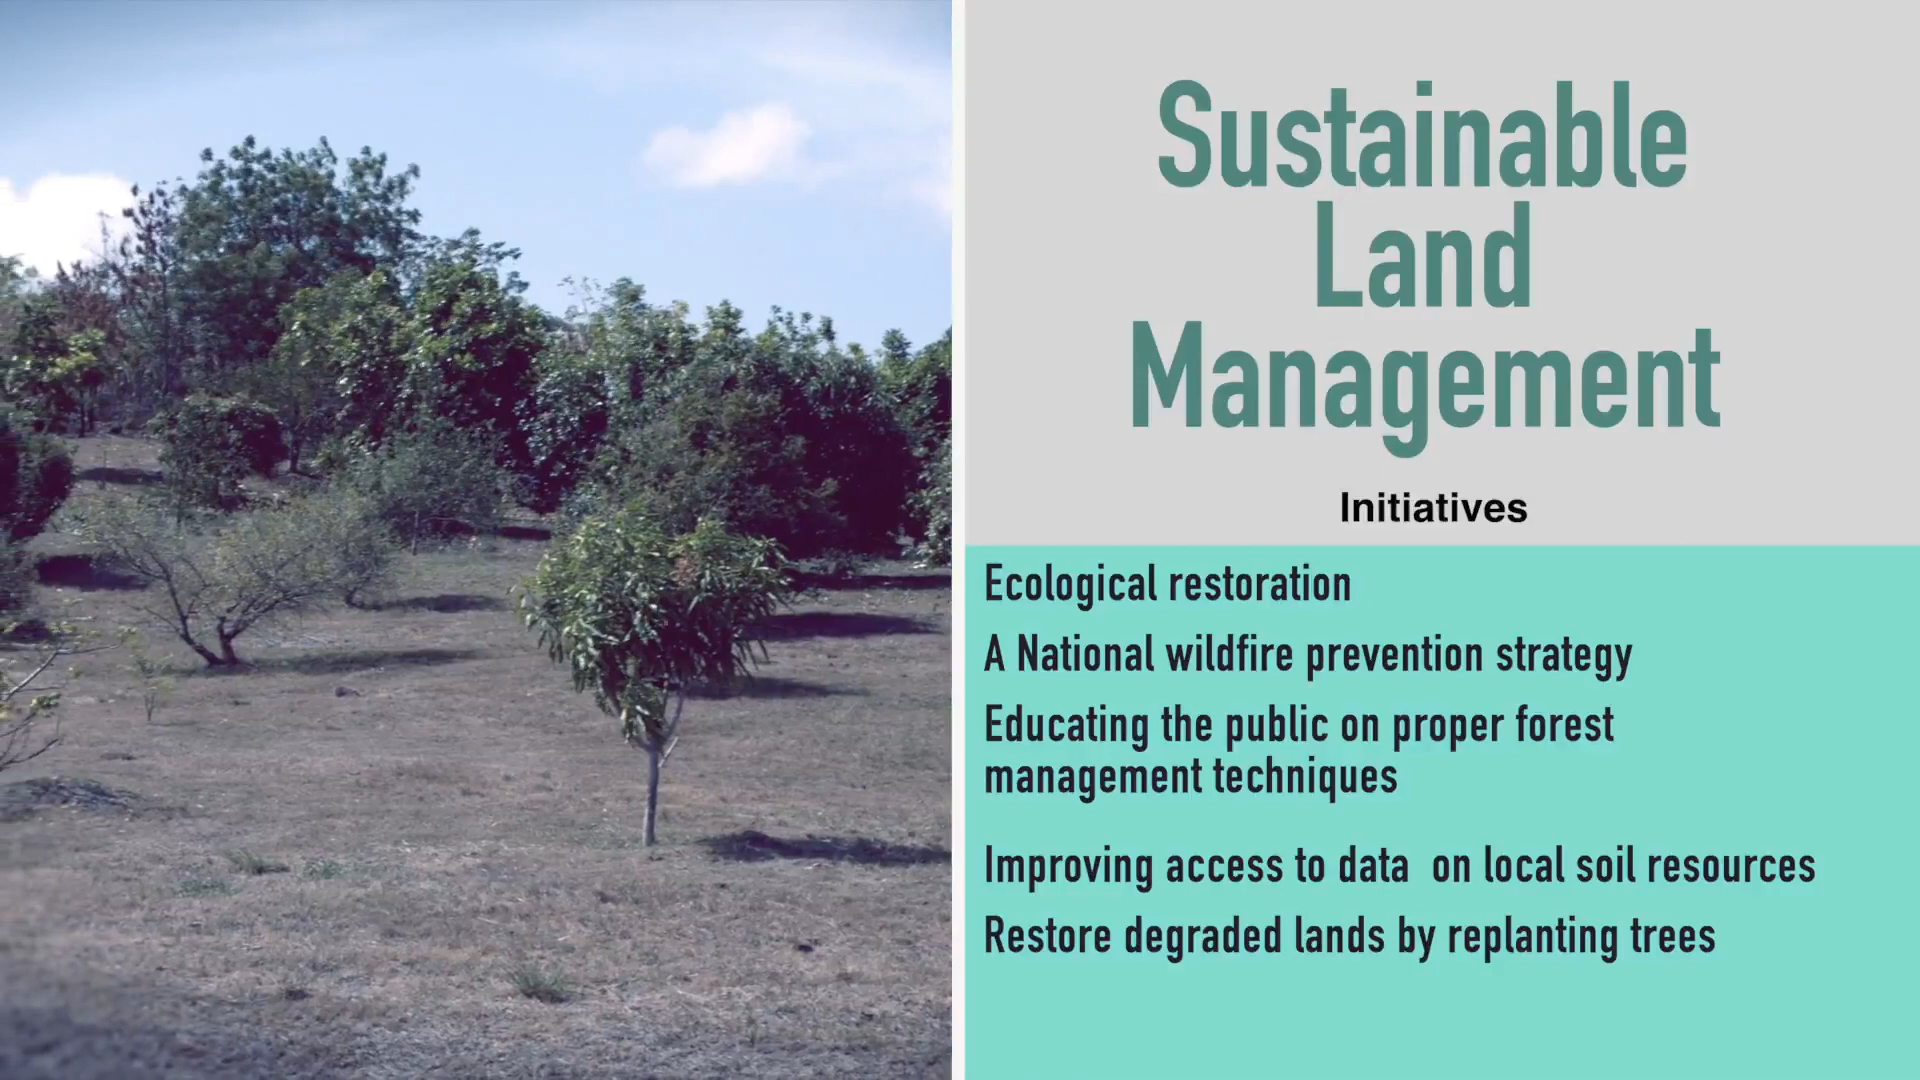 Sustainable
Land
Management
Initiatives
Ecological restoration
A National wildfire prevention strategy
Educating the public on proper forest
management techniques
Improving access to data  on local soil resources
Restore degraded lands by replanting trees